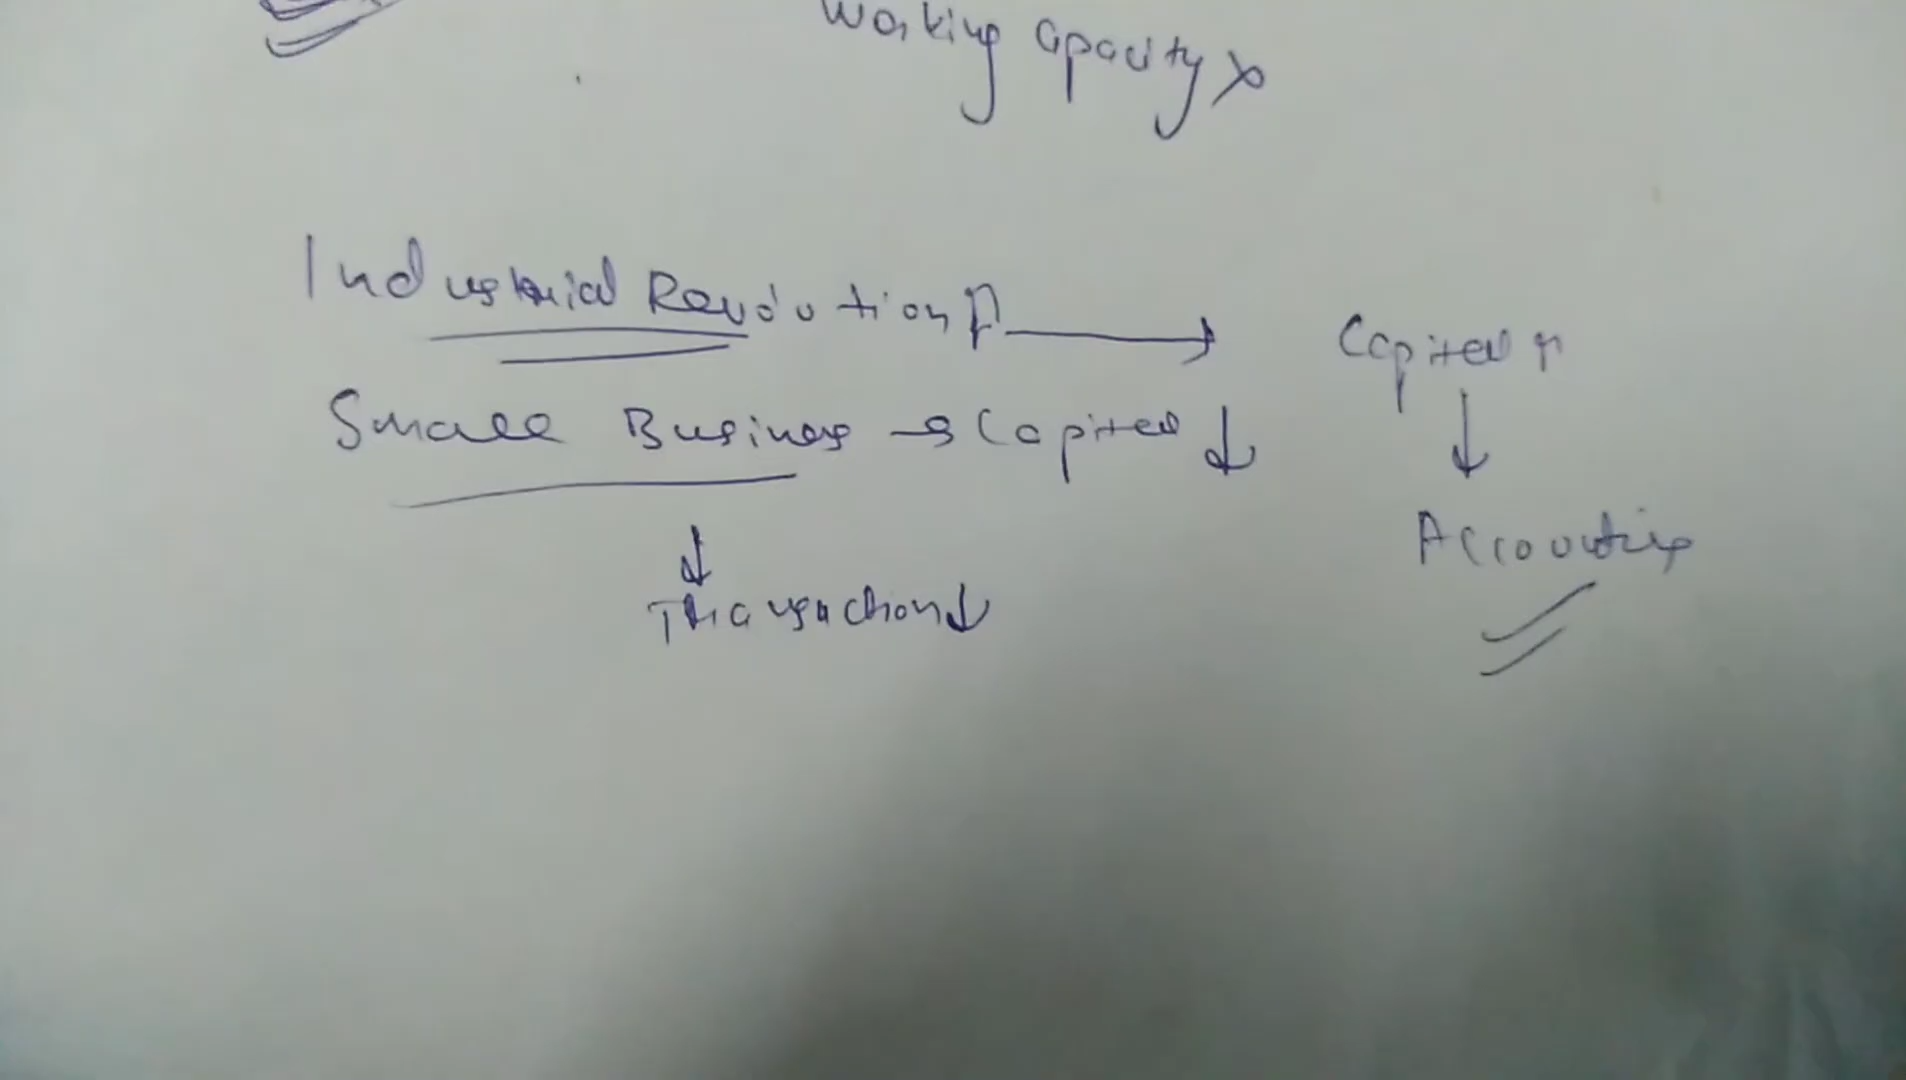 Working Capacity x
Industrial Revolution ↑ → Capital ↑
Small Business → Capital ↓
↓
↓
Accounting
Transaction ↓